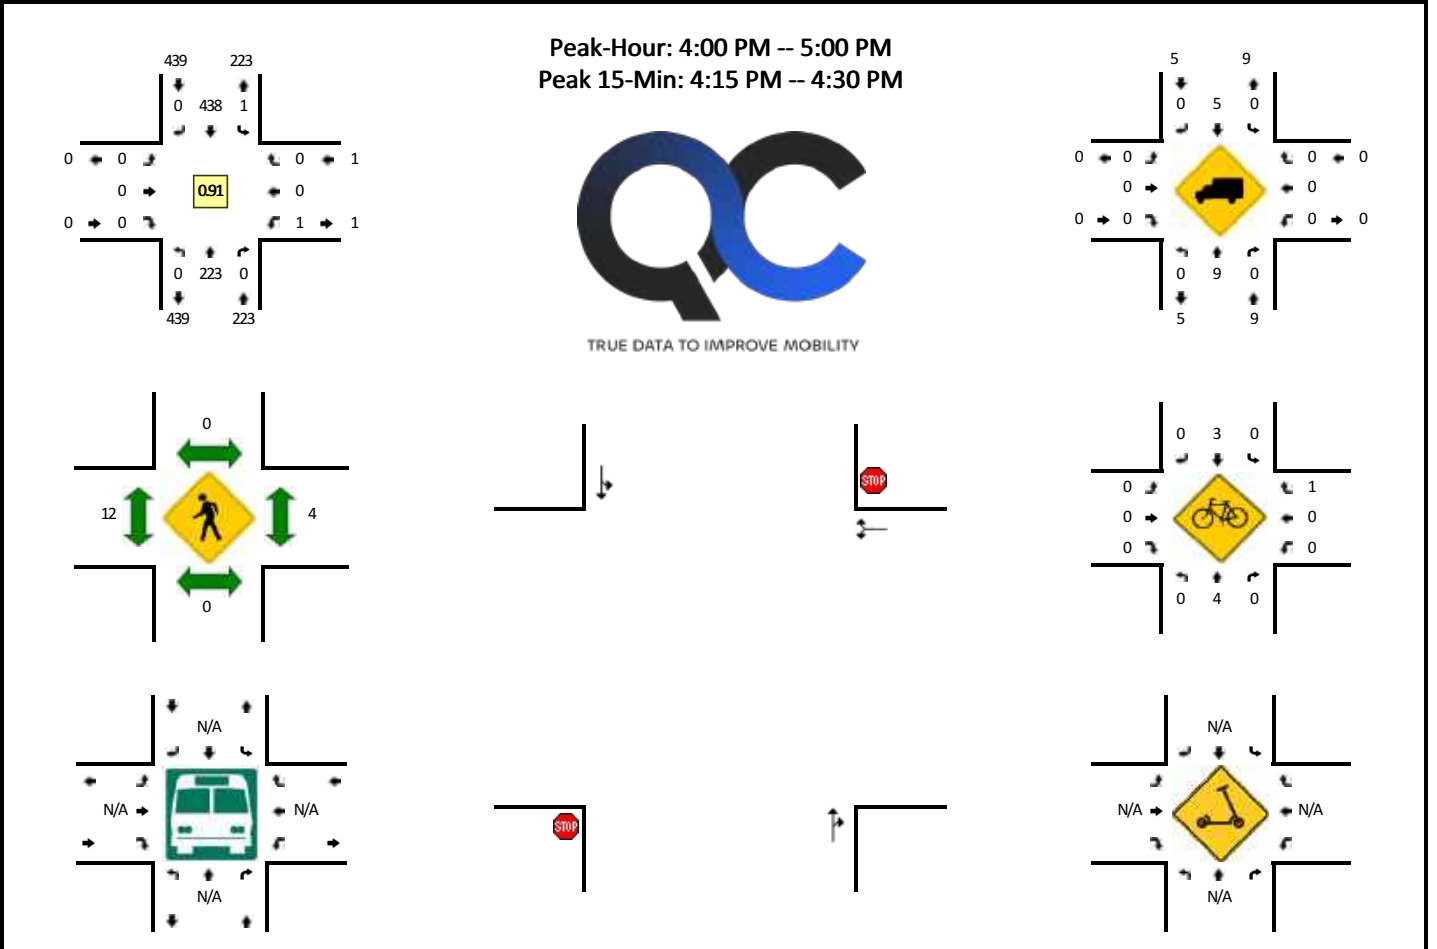 Peak-Hour: 4:00 PM -- 5:00 PM
Peak 15-Min: 4:15 PM -- 4:30 PM
439 223
0 438 1
0 0 0 1
0 0.91 0
0 0 1 1
0 223 0
439 223
TRUE DATA TO IMPROVE MOBILITY
5 9
0 5 0
0 0 0 0
0 0
0 0 0 0
0 9 0
5 9
0
12 4
0
STOP
STOP
0 3 0
0 1
0 0
0 0
0 4 0
N/A
N/A N/A
N/A
N/A
N/A N/A
N/A